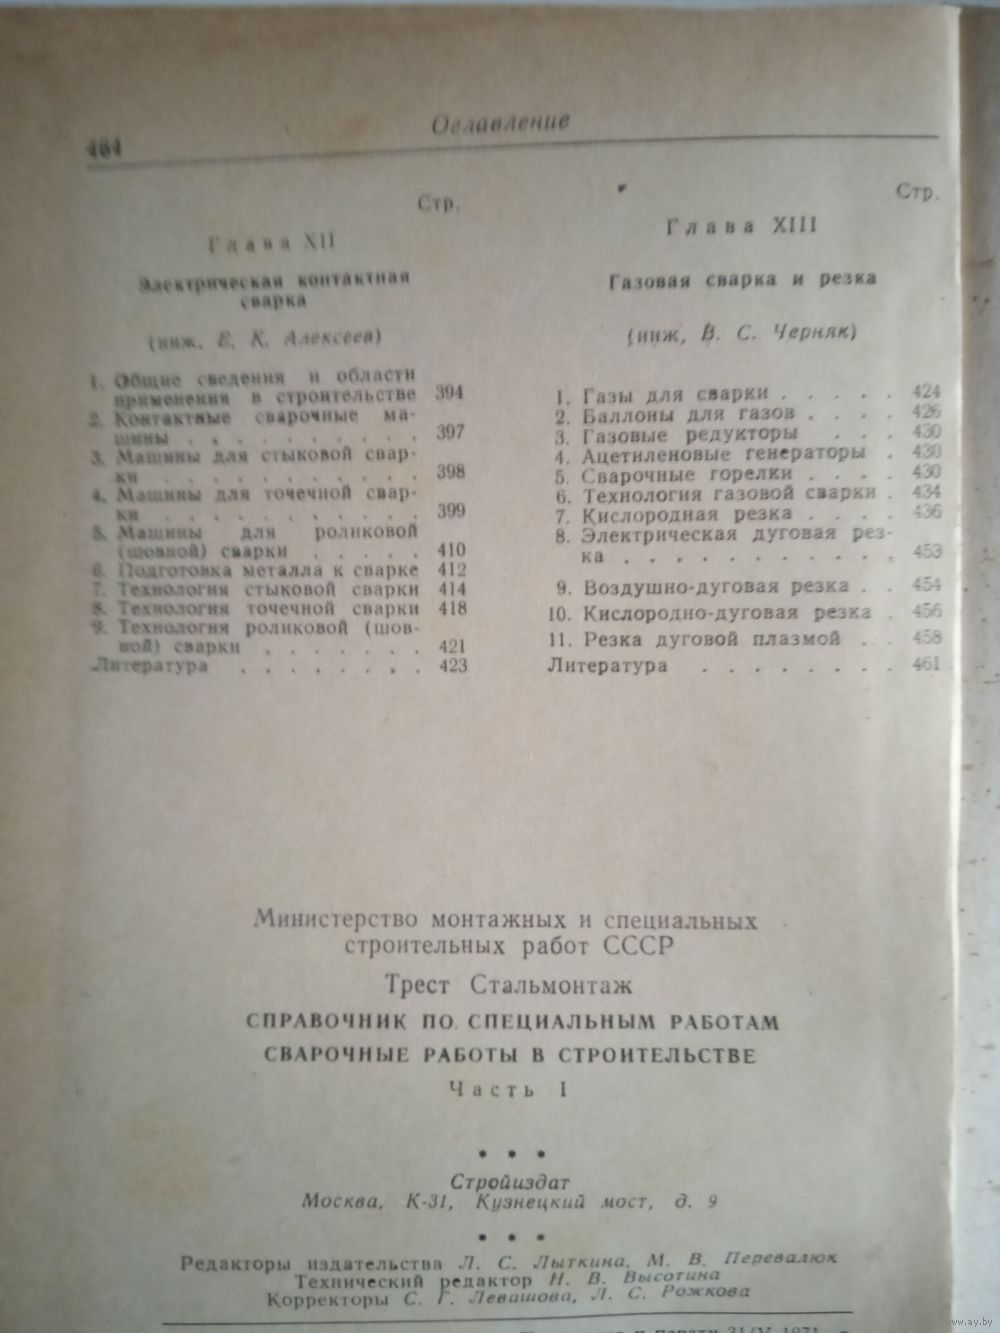 464
Оглавление
Стр.
Глава XII
Электрическая контактная
сварка
(инж. Е. К. Алексеев)
1. Общие сведения и области
применения в строительстве 394
2. Контактные сварочные ма-
шины . . . . . . . . . . 397
3. Машины для стыковой свар-
ки . . . . . . . . . . . 398
4. Машины для точечной свар-
ки . . . . . . . . . . . 399
5. Машины для роликовой
(шовной) сварки . . . . . 410
6. Подготовка металла к сварке 412
7. Технология стыковой сварки 414
8. Технология точечной сварки 418
9. Технология роликовой (шов-
ной) сварки . . . . . . . 421
Литература . . . . . . . 423
Стр.
Глава XIII
Газовая сварка и резка
(инж, В. С. Черняк)
1. Газы для сварки . . . . . 424
2. Баллоны для газов . . . . 426
3. Газовые редукторы . . . 430
4. Ацетиленовые генераторы . 430
5. Сварочные горелки . . . . 430
6. Технология газовой сварки . 434
7. Кислородная резка . . . . 436
8. Электрическая дуговая рез-
ка . . . . . . . . . . . 453
9. Воздушно-дуговая резка . . 454
10. Кислородно-дуговая резка . 456
11. Резка дуговой плазмой . . 458
Литература . . . . . . . . 461
Министерство монтажных и специальных
строительных работ СССР
Трест Стальмонтаж
СПРАВОЧНИК ПО СПЕЦИАЛЬНЫМ РАБОТАМ
СВАРОЧНЫЕ РАБОТЫ В СТРОИТЕЛЬСТВЕ
Часть I
• • •
Стройиздат
Москва, К-31, Кузнецкий мост, д. 9
• • •
Редакторы издательства Л. С. Лыткина, М. В. Перевалюк
Технический редактор Н. В. Высотина
Корректоры С. Г. Левашова, Л. С. Рожкова
печати 31/V 1971
www.ay.by